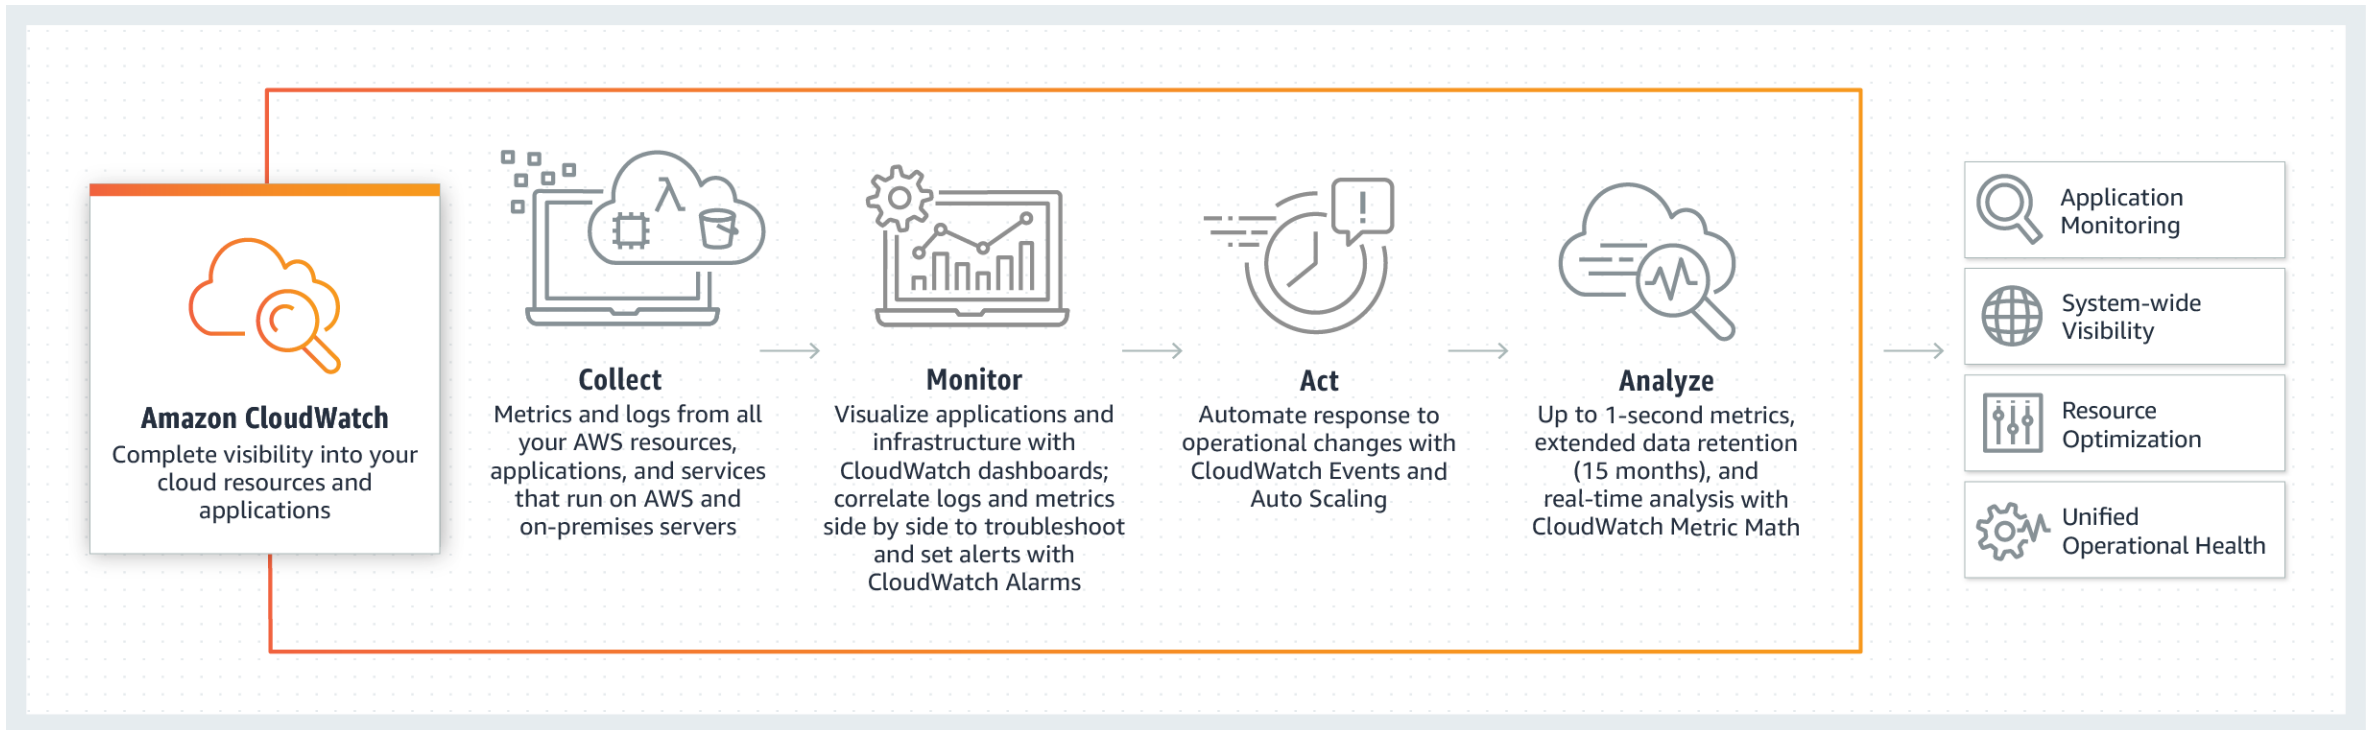 Amazon CloudWatch
Complete visibility into your
cloud resources and
applications
Collect
Metrics and logs from all
your AWS resources,
applications, and services
that run on AWS and
on-premises servers
Monitor
Visualize applications and
infrastructure with
CloudWatch dashboards;
correlate logs and metrics
side by side to troubleshoot
and set alerts with
CloudWatch Alarms
Act
Automate response to
operational changes with
CloudWatch Events and
Auto Scaling
Analyze
Up to 1-second metrics,
extended data retention
(15 months), and
real-time analysis with
CloudWatch Metric Math
Application
Monitoring
System-wide
Visibility
Resource
Optimization
Unified
Operational Health